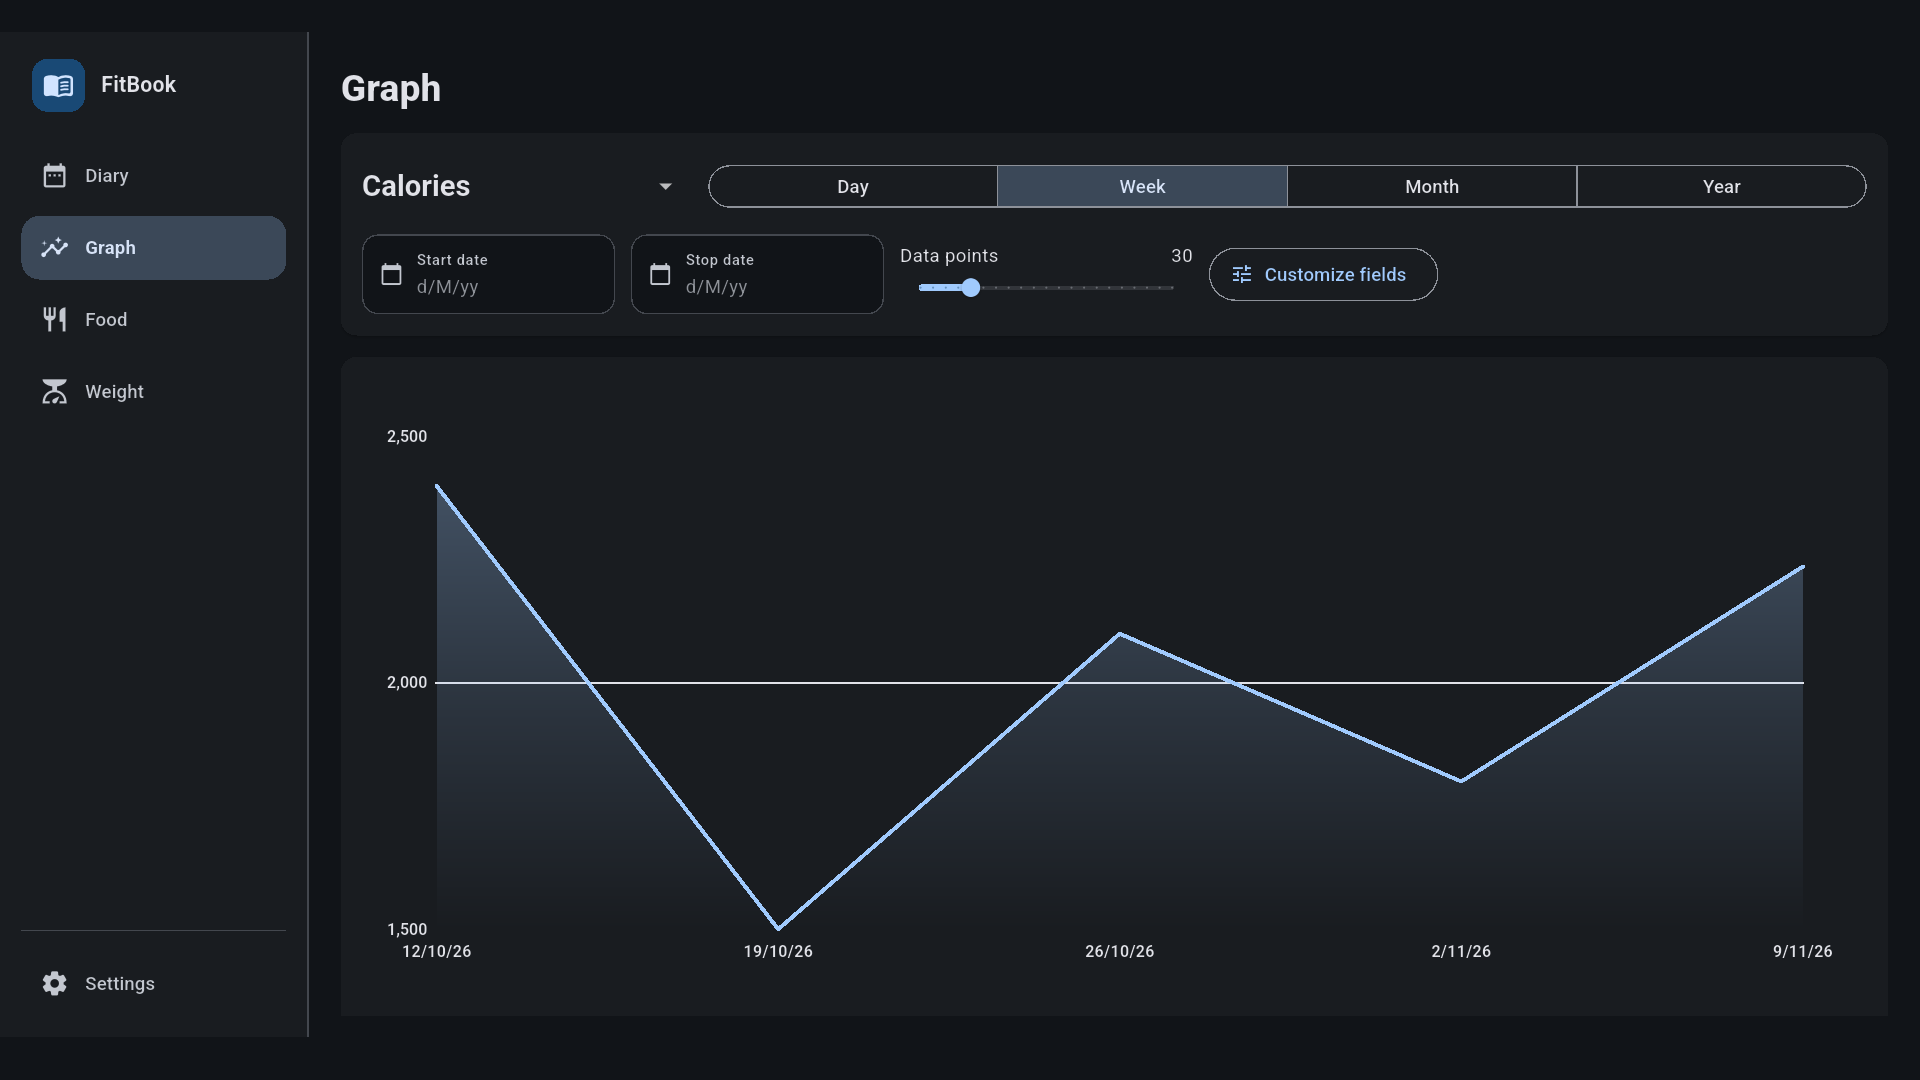 FitBook
Diary
Graph
Food
Weight
Settings
Graph
Calories
Day
Week
Month
Year
Start date
d/M/yy
Stop date
d/M/yy
Data points
30
Customize fields
2,500
2,000
1,500
12/10/26
19/10/26
26/10/26
2/11/26
9/11/26